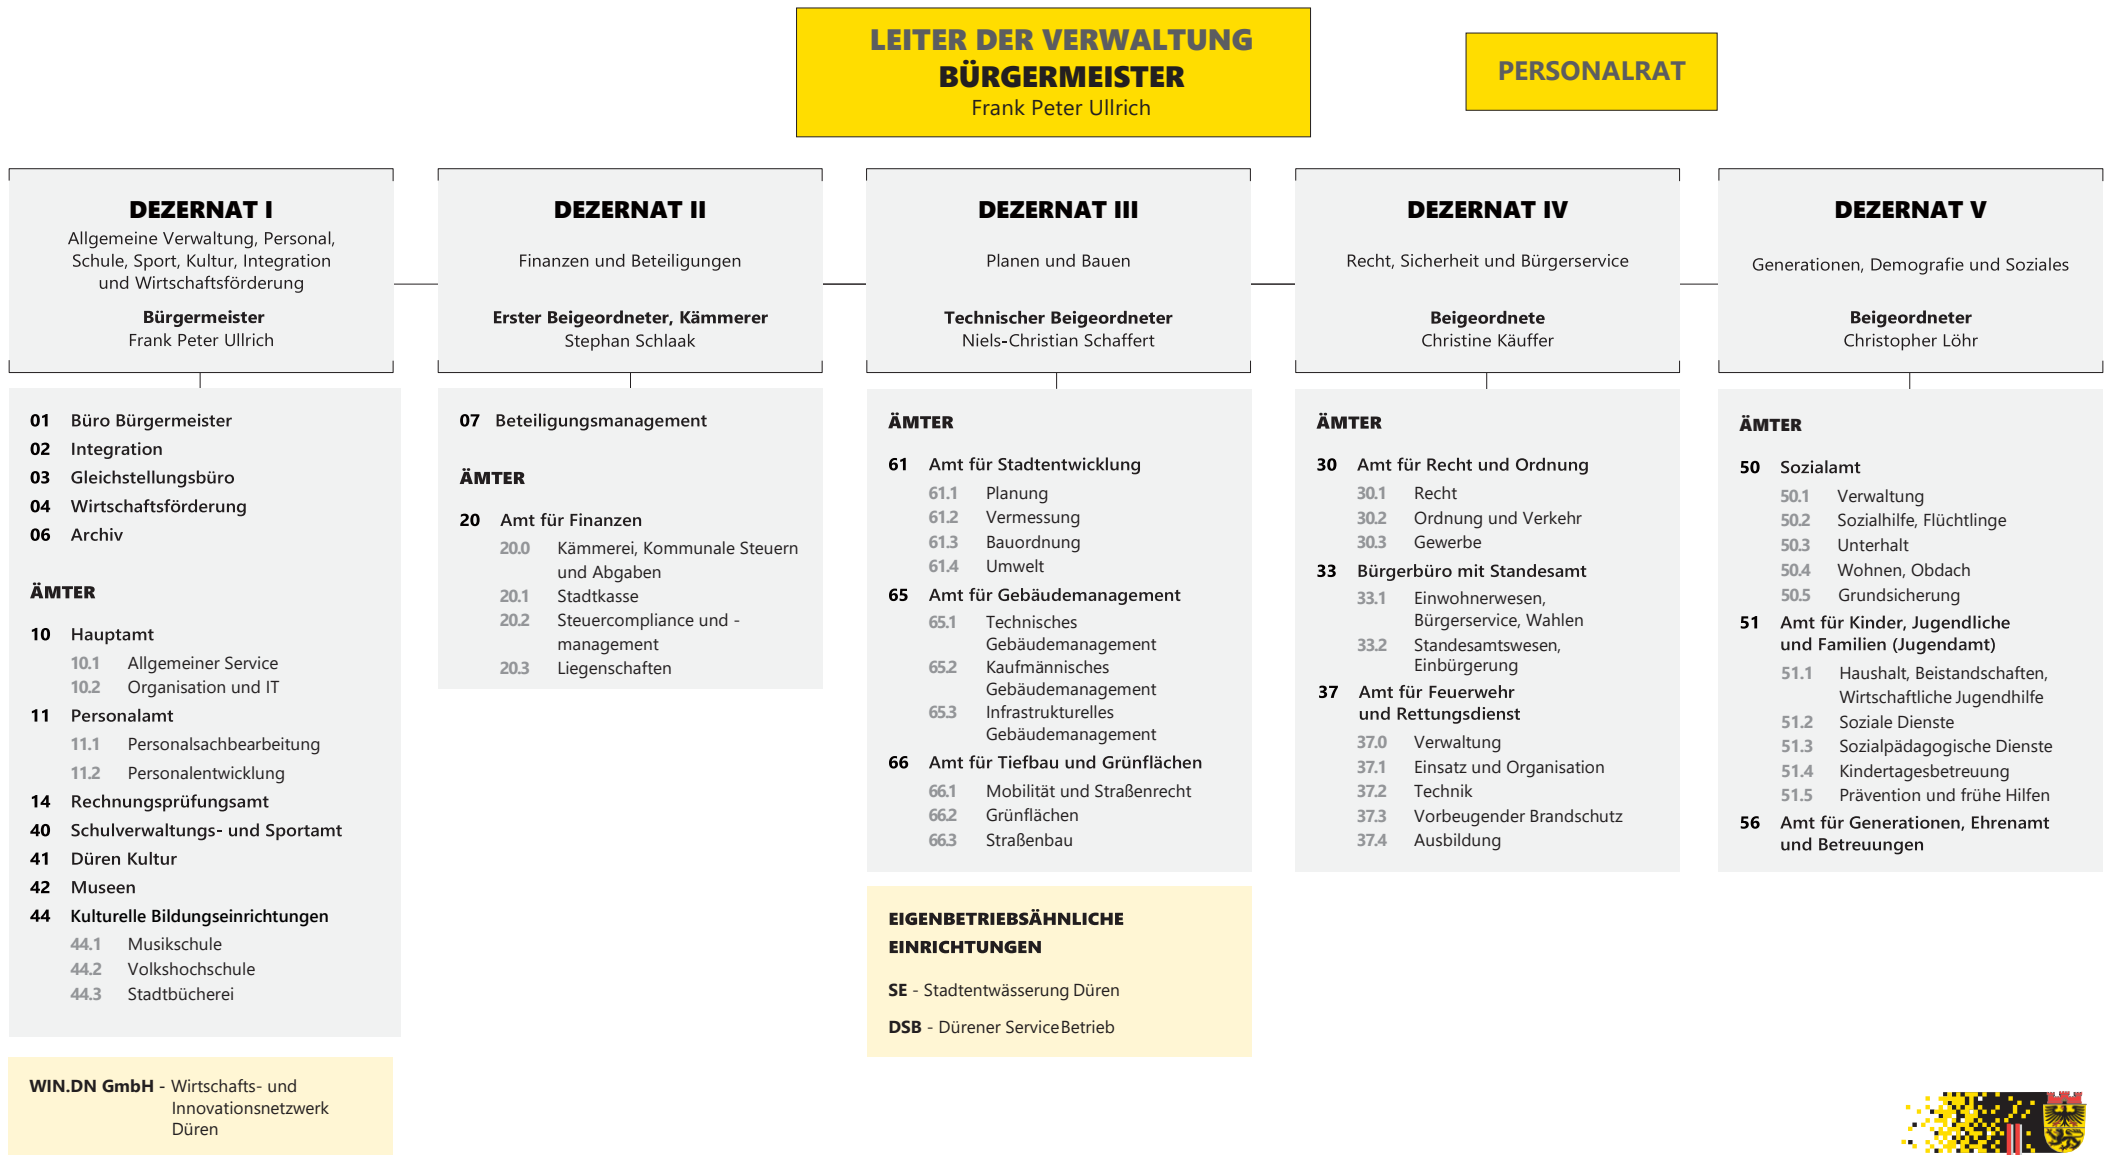 LEITER DER VERWALTUNG
BÜRGERMEISTER
Frank Peter Ullrich
PERSONALRAT
DEZERNAT I
Allgemeine Verwaltung, Personal,
Schule, Sport, Kultur, Integration
und Wirtschaftsförderung
Bürgermeister
Frank Peter Ullrich
01 Büro Bürgermeister
02 Integration
03 Gleichstellungsbüro
04 Wirtschaftsförderung
06 Archiv
ÄMTER
10 Hauptamt
10.1 Allgemeiner Service
10.2 Organisation und IT
11 Personalamt
11.1 Personalsachbearbeitung
11.2 Personalentwicklung
14 Rechnungsprüfungsamt
40 Schulverwaltungs- und Sportamt
41 Düren Kultur
42 Museen
44 Kulturelle Bildungseinrichtungen
44.1 Musikschule
44.2 Volkshochschule
44.3 Stadtbücherei
WIN.DN GmbH - Wirtschafts- und
Innovationsnetzwerk
Düren
DEZERNAT II
Finanzen und Beteiligungen
Erster Beigeordneter, Kämmerer
Stephan Schlaak
07 Beteiligungsmanagement
ÄMTER
20 Amt für Finanzen
20.0 Kämmerei, Kommunale Steuern
und Abgaben
20.1 Stadtkasse
20.2 Steuercompliance und -
management
20.3 Liegenschaften
DEZERNAT III
Planen und Bauen
Technischer Beigeordneter
Niels-Christian Schaffert
ÄMTER
61 Amt für Stadtentwicklung
61.1 Planung
61.2 Vermessung
61.3 Bauordnung
61.4 Umwelt
65 Amt für Gebäudemanagement
65.1 Technisches
Gebäudemanagement
65.2 Kaufmännisches
Gebäudemanagement
65.3 Infrastrukturelles
Gebäudemanagement
66 Amt für Tiefbau und Grünflächen
66.1 Mobilität und Straßenrecht
66.2 Grünflächen
66.3 Straßenbau
EIGENBETRIEBSÄHNLICHE
EINRICHTUNGEN
SE - Stadtentwässerung Düren
DSB - Dürener ServiceBetrieb
DEZERNAT IV
Recht, Sicherheit und Bürgerservice
Beigeordnete
Christine Käuffer
ÄMTER
30 Amt für Recht und Ordnung
30.1 Recht
30.2 Ordnung und Verkehr
30.3 Gewerbe
33 Bürgerbüro mit Standesamt
33.1 Einwohnerwesen,
Bürgerservice, Wahlen
33.2 Standesamtswesen,
Einbürgerung
37 Amt für Feuerwehr
und Rettungsdienst
37.0 Verwaltung
37.1 Einsatz und Organisation
37.2 Technik
37.3 Vorbeugender Brandschutz
37.4 Ausbildung
DEZERNAT V
Generationen, Demografie und Soziales
Beigeordneter
Christopher Löhr
ÄMTER
50 Sozialamt
50.1 Verwaltung
50.2 Sozialhilfe, Flüchtlinge
50.3 Unterhalt
50.4 Wohnen, Obdach
50.5 Grundsicherung
51 Amt für Kinder, Jugendliche
und Familien (Jugendamt)
51.1 Haushalt, Beistandschaften,
Wirtschaftliche Jugendhilfe
51.2 Soziale Dienste
51.3 Sozialpädagogische Dienste
51.4 Kindertagesbetreuung
51.5 Prävention und frühe Hilfen
56 Amt für Generationen, Ehrenamt
und Betreuungen